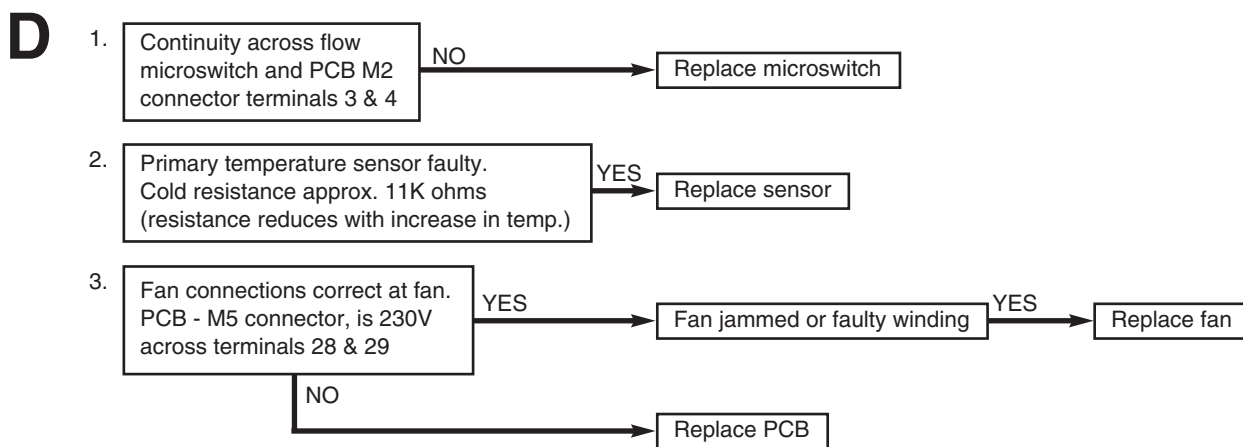 D
1.
Continuity across flow
microswitch and PCB M2
connector terminals 3 & 4
NO
Replace microswitch
2.
Primary temperature sensor faulty.
Cold resistance approx. 11K ohms
(resistance reduces with increase in temp.)
YES
Replace sensor
3.
Fan connections correct at fan.
PCB - M5 connector, is 230V
across terminals 28 & 29
YES
Fan jammed or faulty winding
YES
Replace fan
NO
Replace PCB